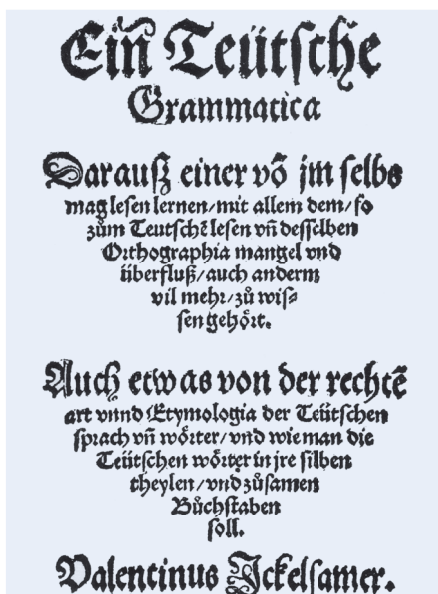 Ein Teütſche
Grammatica
Darauß einer võ jm ſelbs
mag leſen lernen/mit allem dem/ſo
zům Teutſchẽ leſen vñ deſſelben
Orthographia mangel vnd
überfluß/auch anderm
vil mehr/zů wiſ⸗
ſen gehört.
Auch etwas von der rechtẽ
art vnnd Etymologia der Teütſchen
ſprach vñ wörter/vnd wie man die
Teütſchen wörter in jre ſilben
theylen/vnd zůſamen
Bůchſtaben
ſoll.
Valentinus Ickelſamer.